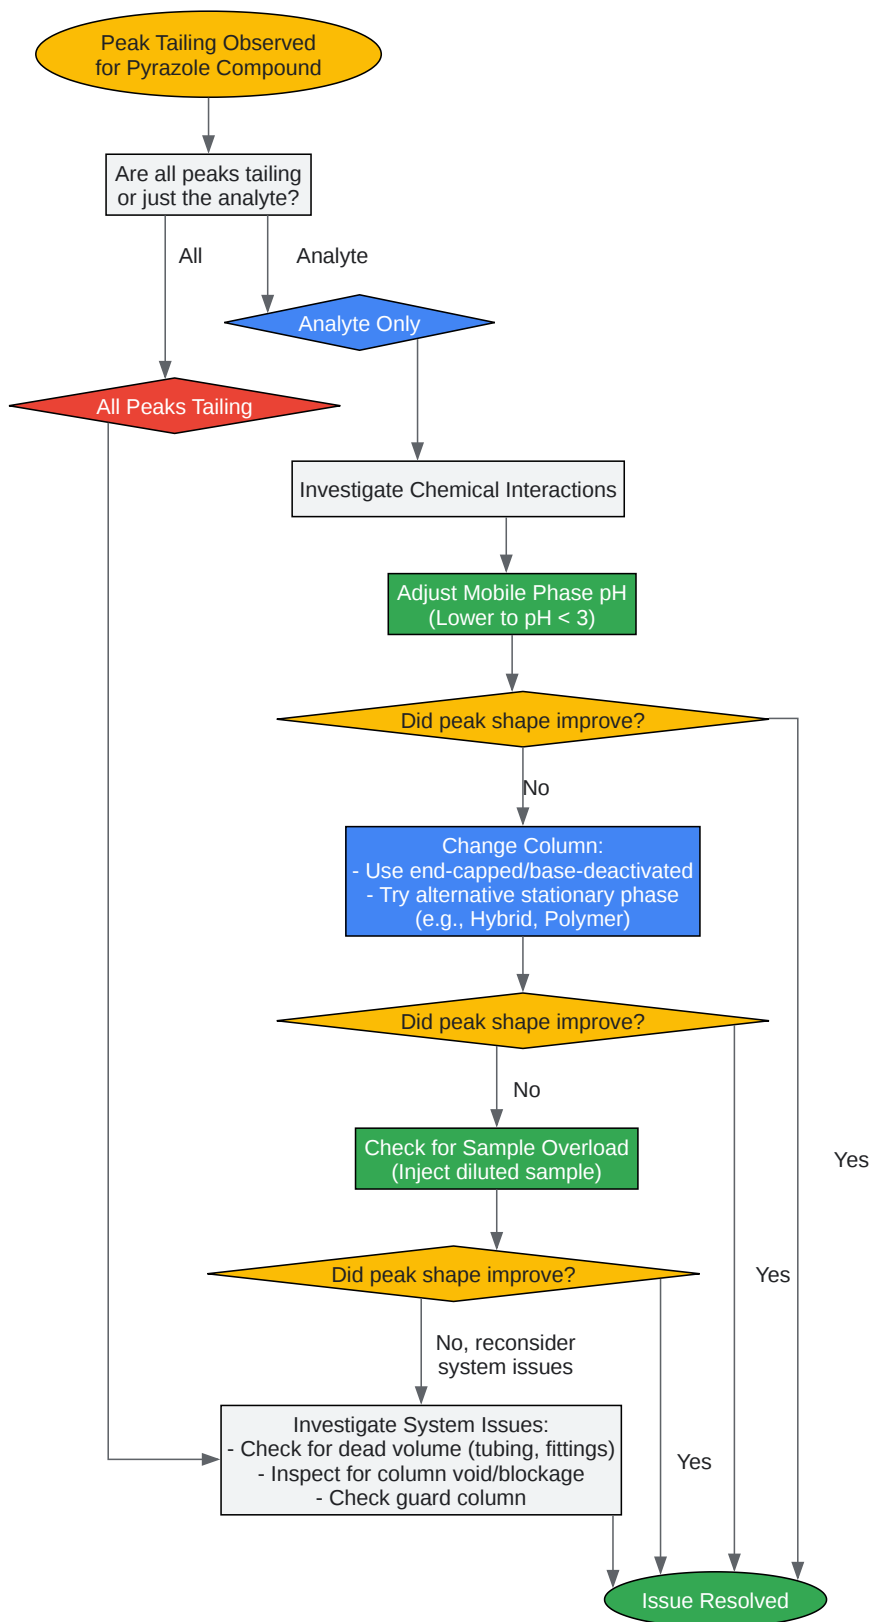 Peak Tailing Observed
for Pyrazole Compound
Are all peaks tailing
or just the analyte?
All
Analyte
Analyte Only
All Peaks Tailing
Investigate Chemical Interactions
Adjust Mobile Phase pH
(Lower to pH < 3)
Did peak shape improve?
No
Change Column:
- Use end-capped/base-deactivated
- Try alternative stationary phase
(e.g., Hybrid, Polymer)
Did peak shape improve?
No
Check for Sample Overload
(Inject diluted sample)
Yes
Did peak shape improve?
Yes
No, reconsider
system issues
Investigate System Issues:
- Check for dead volume (tubing, fittings)
- Inspect for column void/blockage
- Check guard column
Yes
Issue Resolved